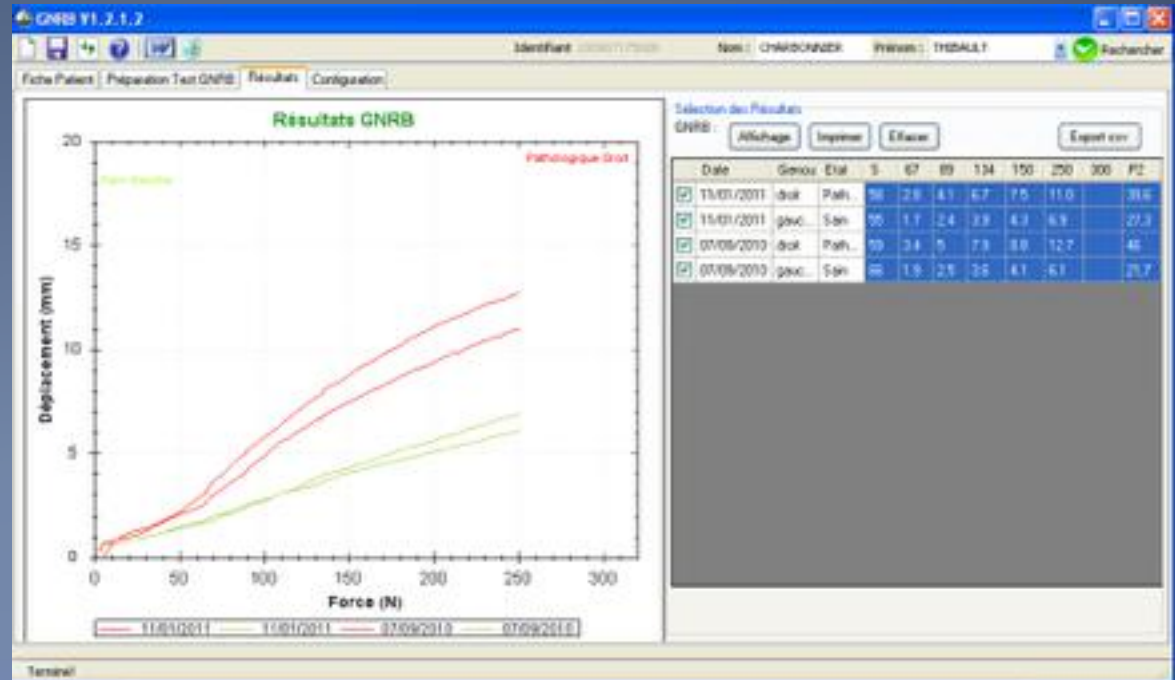 GNRB V1.2.1.2
Identifiant Nom : CHARBONNIER Prénom : THIBAULT Rechercher
Fiche Patient Préparation Test GNRB Résultats Configuration
Résultats GNRB
Pathologique Droit
20
15
10
5
0
Déplacement (mm)
0 50 100 150 200 250 300
Force (N)
11/01/2011 11/01/2011 07/09/2010 07/09/2010
Sélection des Résultats
GNRB : Affichage Imprimer Effacer Export csv
Date Genou Etat S 67 89 134 150 250 300 P2
11/01/2011 droit Path... 2.8 4.1 6.7 7.5 11.0
11/01/2011 gauc... Sain 1.7 2.4 3.9 4.3 6.9 27.3
07/09/2010 droit Path... 3.4 5 7.9 8.8 12.7 46
07/09/2010 gauc... Sain 1.9 2.5 3.6 4.1 6.1 21.7
Terminé!